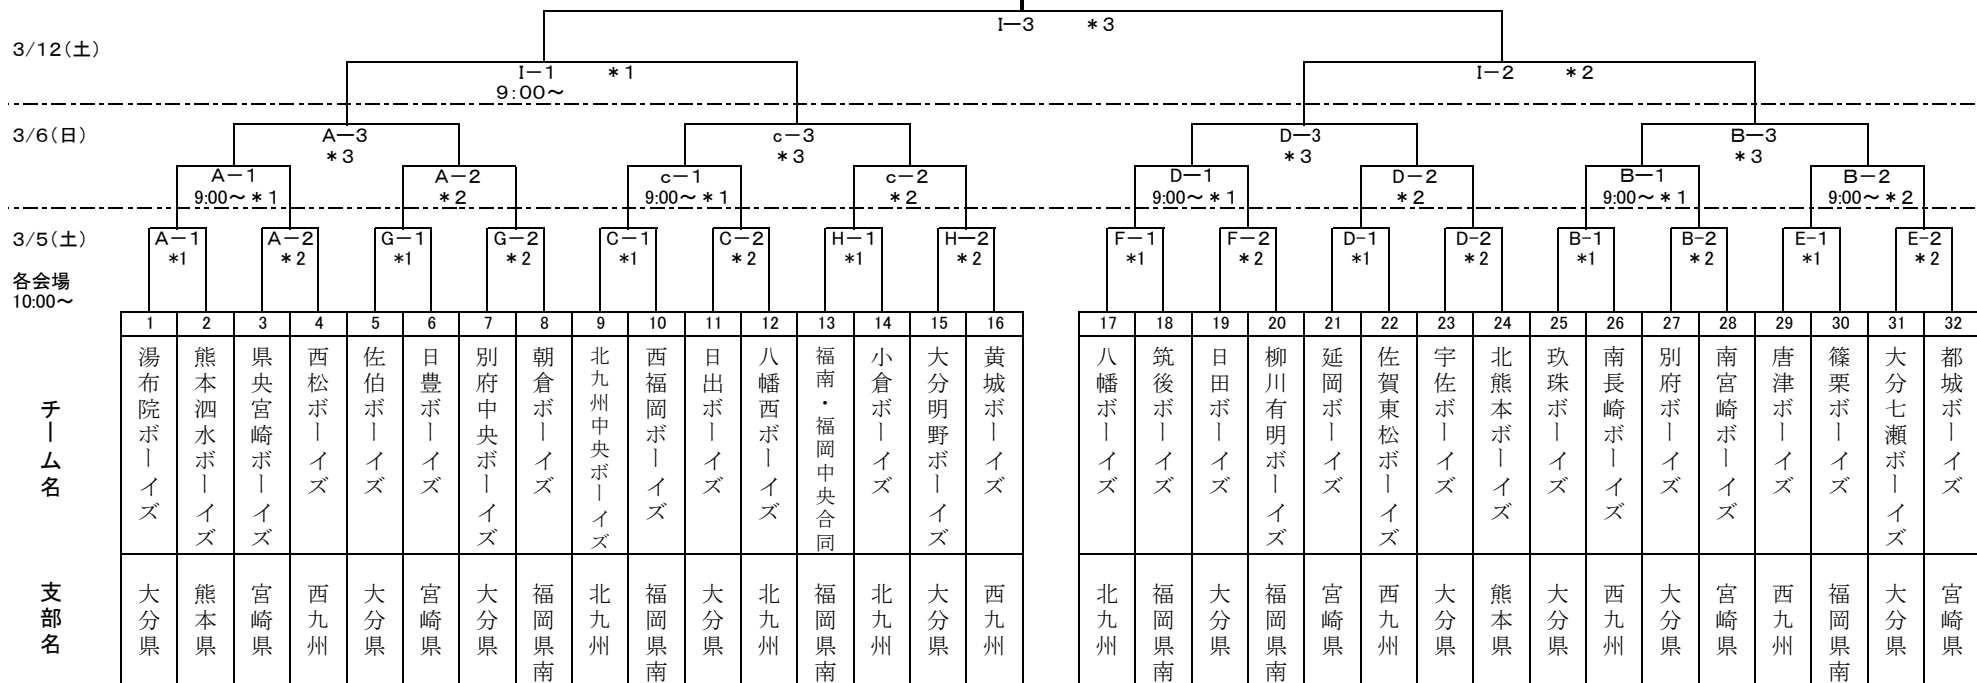 I－3 ＊3
3/12(土)
I－1 ＊1 I－2 ＊2
9:00～
3/6(日) A－3 c－3 D－3 B－3
＊3 ＊3 ＊3 ＊3
A－1 A－2 c－1 c－2 D－1 D－2 B－1 B－2
9:00～＊1 ＊2 9:00～＊1 ＊2 9:00～＊1 ＊2 9:00～＊1 9:00～＊2
3/5(土) A－1 A－2 G－1 G－2 C－1 C－2 H－1 H－2 F－1 F－2 D-1 D-2 B-1 B-2 E-1 E-2
＊1 ＊2 ＊1 ＊2 ＊1 ＊2 ＊1 ＊2 ＊1 ＊2 ＊1 ＊2 ＊1 ＊2 ＊1 ＊2
各会場
10:00～
1 2 3 4 5 6 7 8 9 10 11 12 13 14 15 16 17 18 19 20 21 22 23 24 25 26 27 28 29 30 31 32
チーム名
湯布院ボーイズ
熊本泗水ボーイズ
県央宮崎ボーイズ
西松ボーイズ
佐伯ボーイズ
日豊ボーイズ
別府中央ボーイズ
朝倉ボーイズ
北九州中央ボーイズ
西福岡ボーイズ
日出ボーイズ
八幡西ボーイズ
福南・福岡中央合同
小倉ボーイズ
大分明野ボーイズ
黄城ボーイズ
八幡ボーイズ
筑後ボーイズ
日田ボーイズ
柳川有明ボーイズ
延岡ボーイズ
佐賀東松ボーイズ
宇佐ボーイズ
北熊本ボーイズ
玖珠ボーイズ
南長崎ボーイズ
別府ボーイズ
南宮崎ボーイズ
唐津ボーイズ
篠栗ボーイズ
大分七瀬ボーイズ
都城ボーイズ
支部名
大分県
熊本県
宮崎県
西九州
大分県
宮崎県
大分県
福岡県南
北九州
福岡県南
大分県
北九州
福岡県南
北九州
大分県
西九州
北九州
福岡県南
大分県
福岡県南
宮崎県
西九州
大分県
熊本県
大分県
西九州
大分県
宮崎県
西九州
福岡県南
大分県
宮崎県